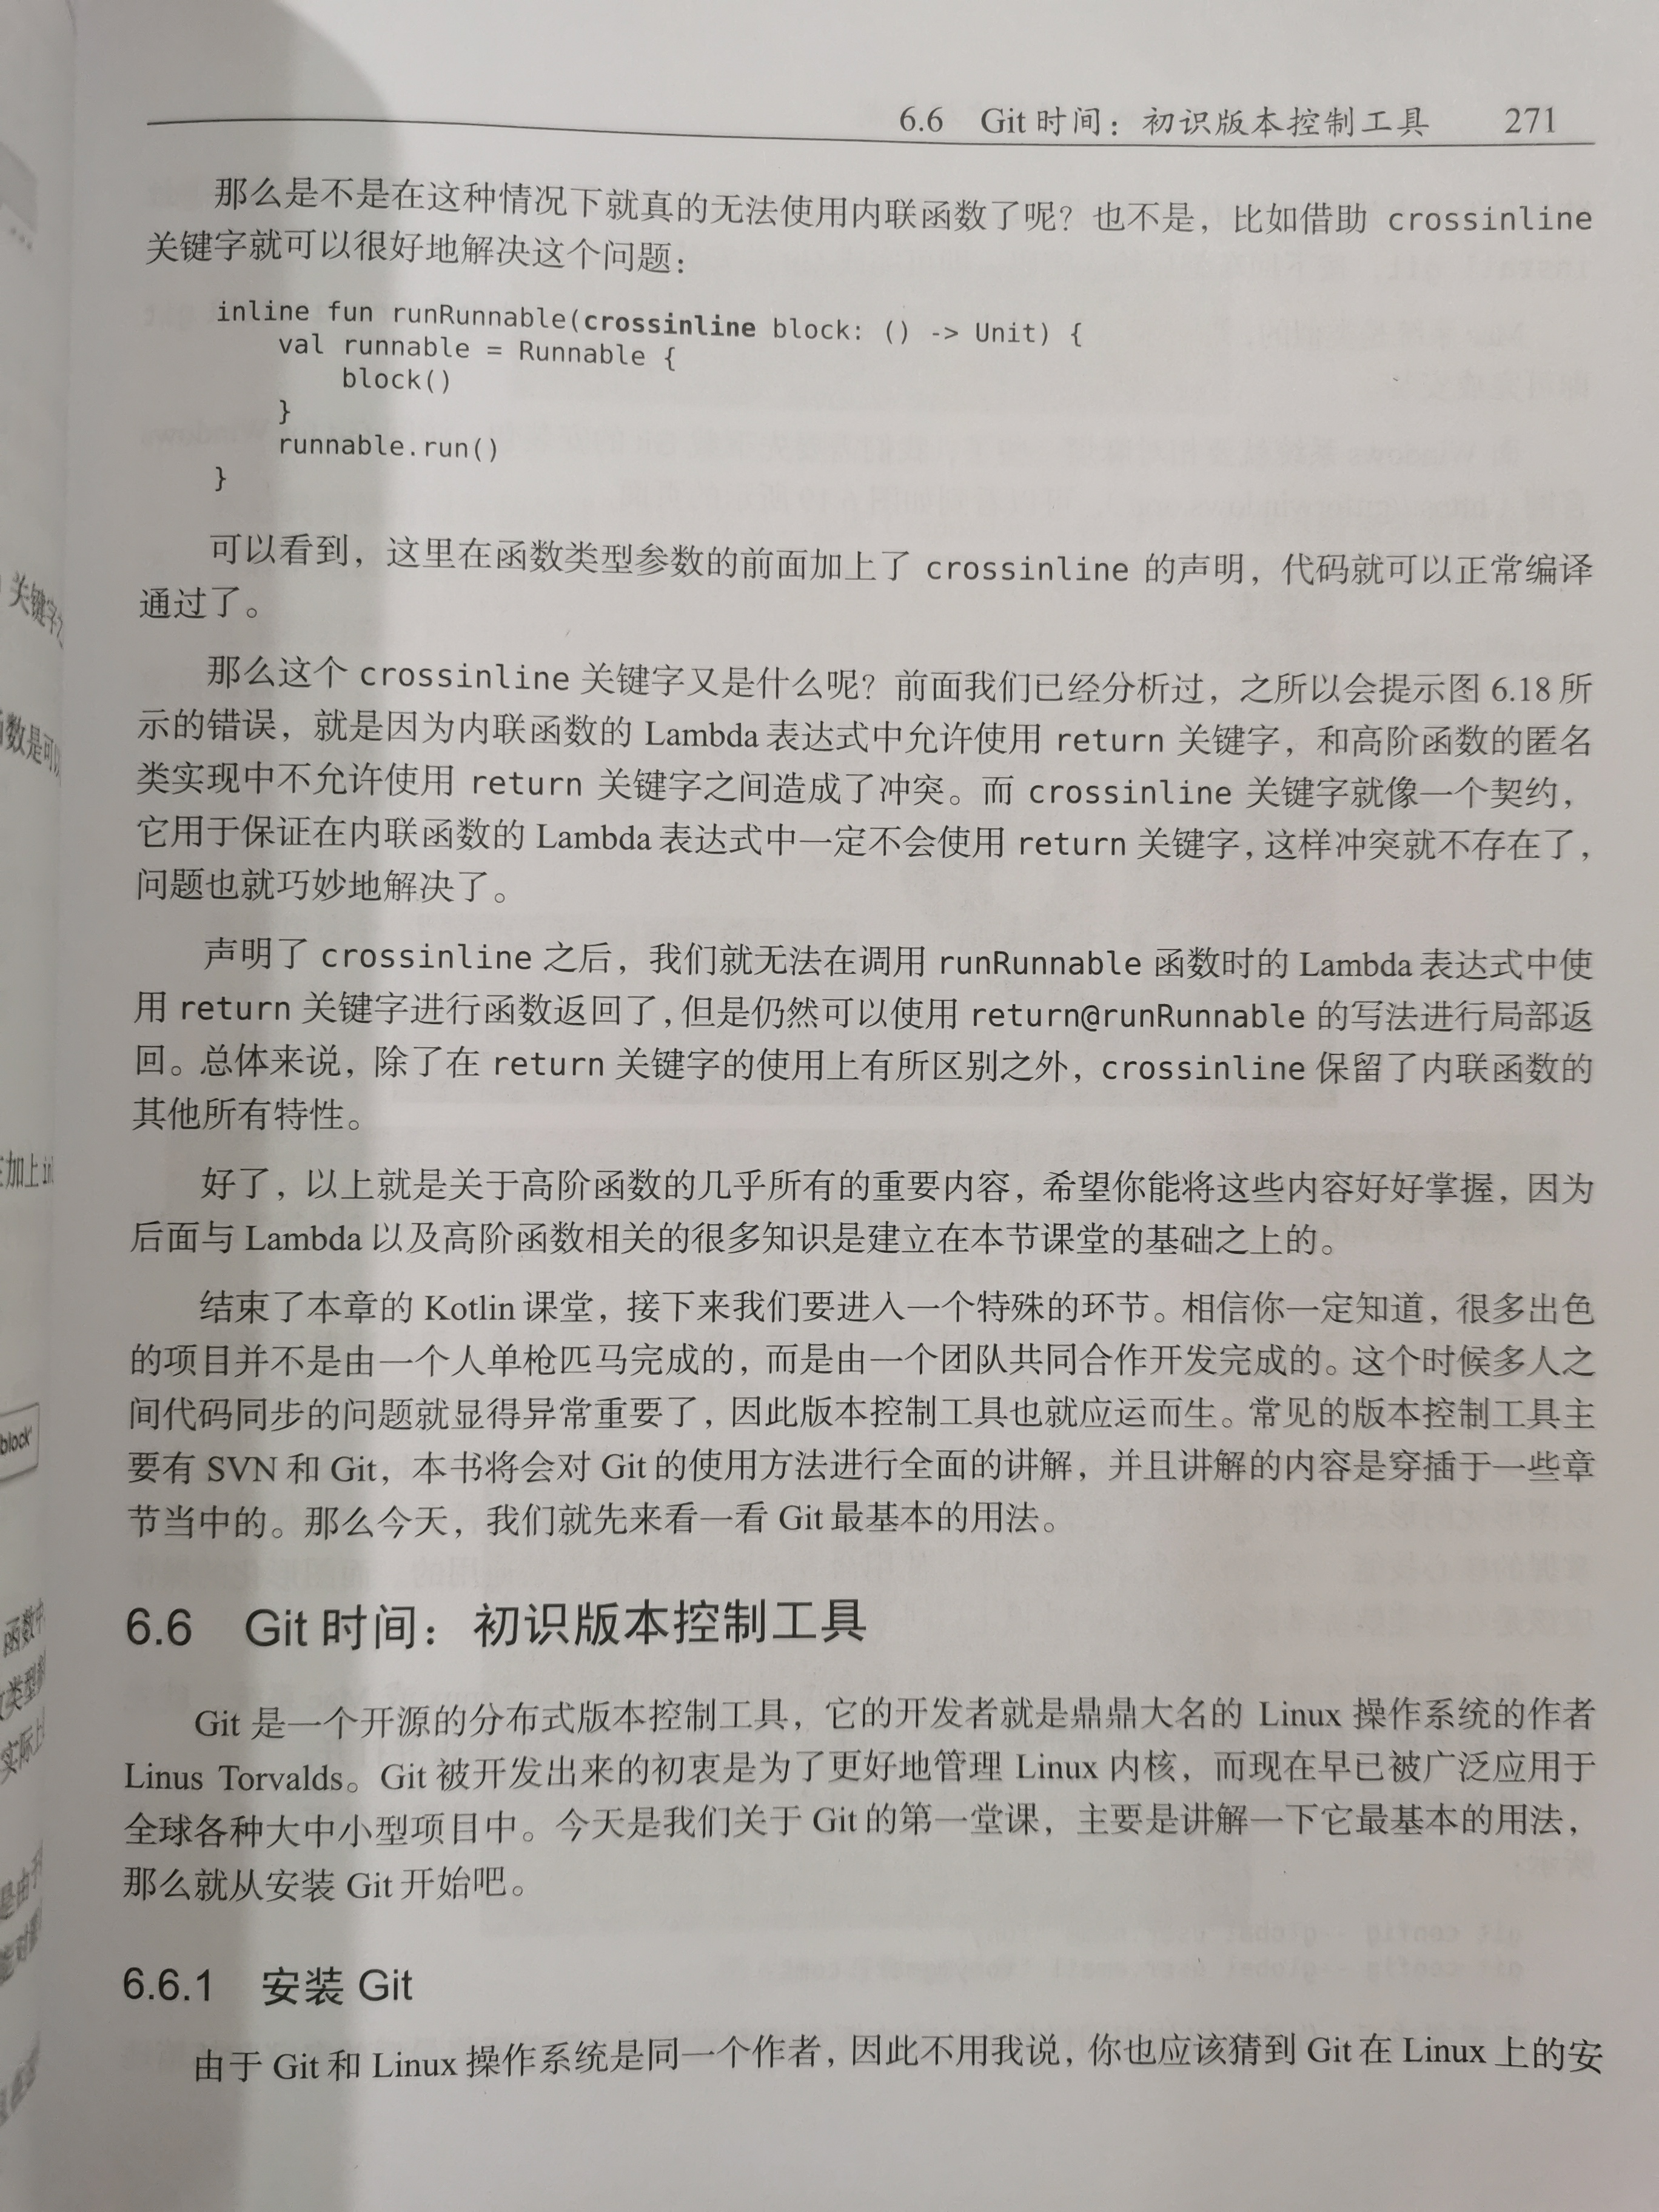 6.6 Git 时间：初识版本控制工具 271
那么是不是在这种情况下就真的无法使用内联函数了呢？也不是，比如借助 crossinline
关键字就可以很好地解决这个问题：
inline fun runRunnable(crossinline block: () -> Unit) {
    val runnable = Runnable {
        block()
    }
    runnable.run()
}
可以看到，这里在函数类型参数的前面加上了 crossinline 的声明，代码就可以正常编译
通过了。
那么这个 crossinline 关键字又是什么呢？前面我们已经分析过，之所以会提示图 6.18 所
示的错误，就是因为内联函数的 Lambda 表达式中允许使用 return 关键字，和高阶函数的匿名
类实现中不允许使用 return 关键字之间造成了冲突。而 crossinline 关键字就像一个契约，
它用于保证在内联函数的 Lambda 表达式中一定不会使用 return 关键字，这样冲突就不存在了，
问题也就巧妙地解决了。
声明了 crossinline 之后，我们就无法在调用 runRunnable 函数时的 Lambda 表达式中使
用 return 关键字进行函数返回了，但是仍然可以使用 return@runRunnable 的写法进行局部返
回。总体来说，除了在 return 关键字的使用上有所区别之外，crossinline 保留了内联函数的
其他所有特性。
好了，以上就是关于高阶函数的几乎所有的重要内容，希望你能将这些内容好好掌握，因为
后面与 Lambda 以及高阶函数相关的很多知识是建立在本节课堂的基础之上的。
结束了本章的 Kotlin 课堂，接下来我们要进入一个特殊的环节。相信你一定知道，很多出色
的项目并不是由一个人单枪匹马完成的，而是由一个团队共同合作开发完成的。这个时候多人之
间代码同步的问题就显得异常重要了，因此版本控制工具也就应运而生。常见的版本控制工具主
要有 SVN 和 Git，本书将会对 Git 的使用方法进行全面的讲解，并且讲解的内容是穿插于一些章
节当中的。那么今天，我们就先来看一看 Git 最基本的用法。
6.6 Git 时间：初识版本控制工具
Git 是一个开源的分布式版本控制工具，它的开发者就是鼎鼎大名的 Linux 操作系统的作者
Linus Torvalds。Git 被开发出来的初衷是为了更好地管理 Linux 内核，而现在早已被广泛应用于
全球各种大中小型项目中。今天是我们关于 Git 的第一堂课，主要是讲解一下它最基本的用法，
那么就从安装 Git 开始吧。
6.6.1 安装 Git
由于 Git 和 Linux 操作系统是同一个作者，因此不用我说，你也应该猜到 Git 在 Linux 上的安